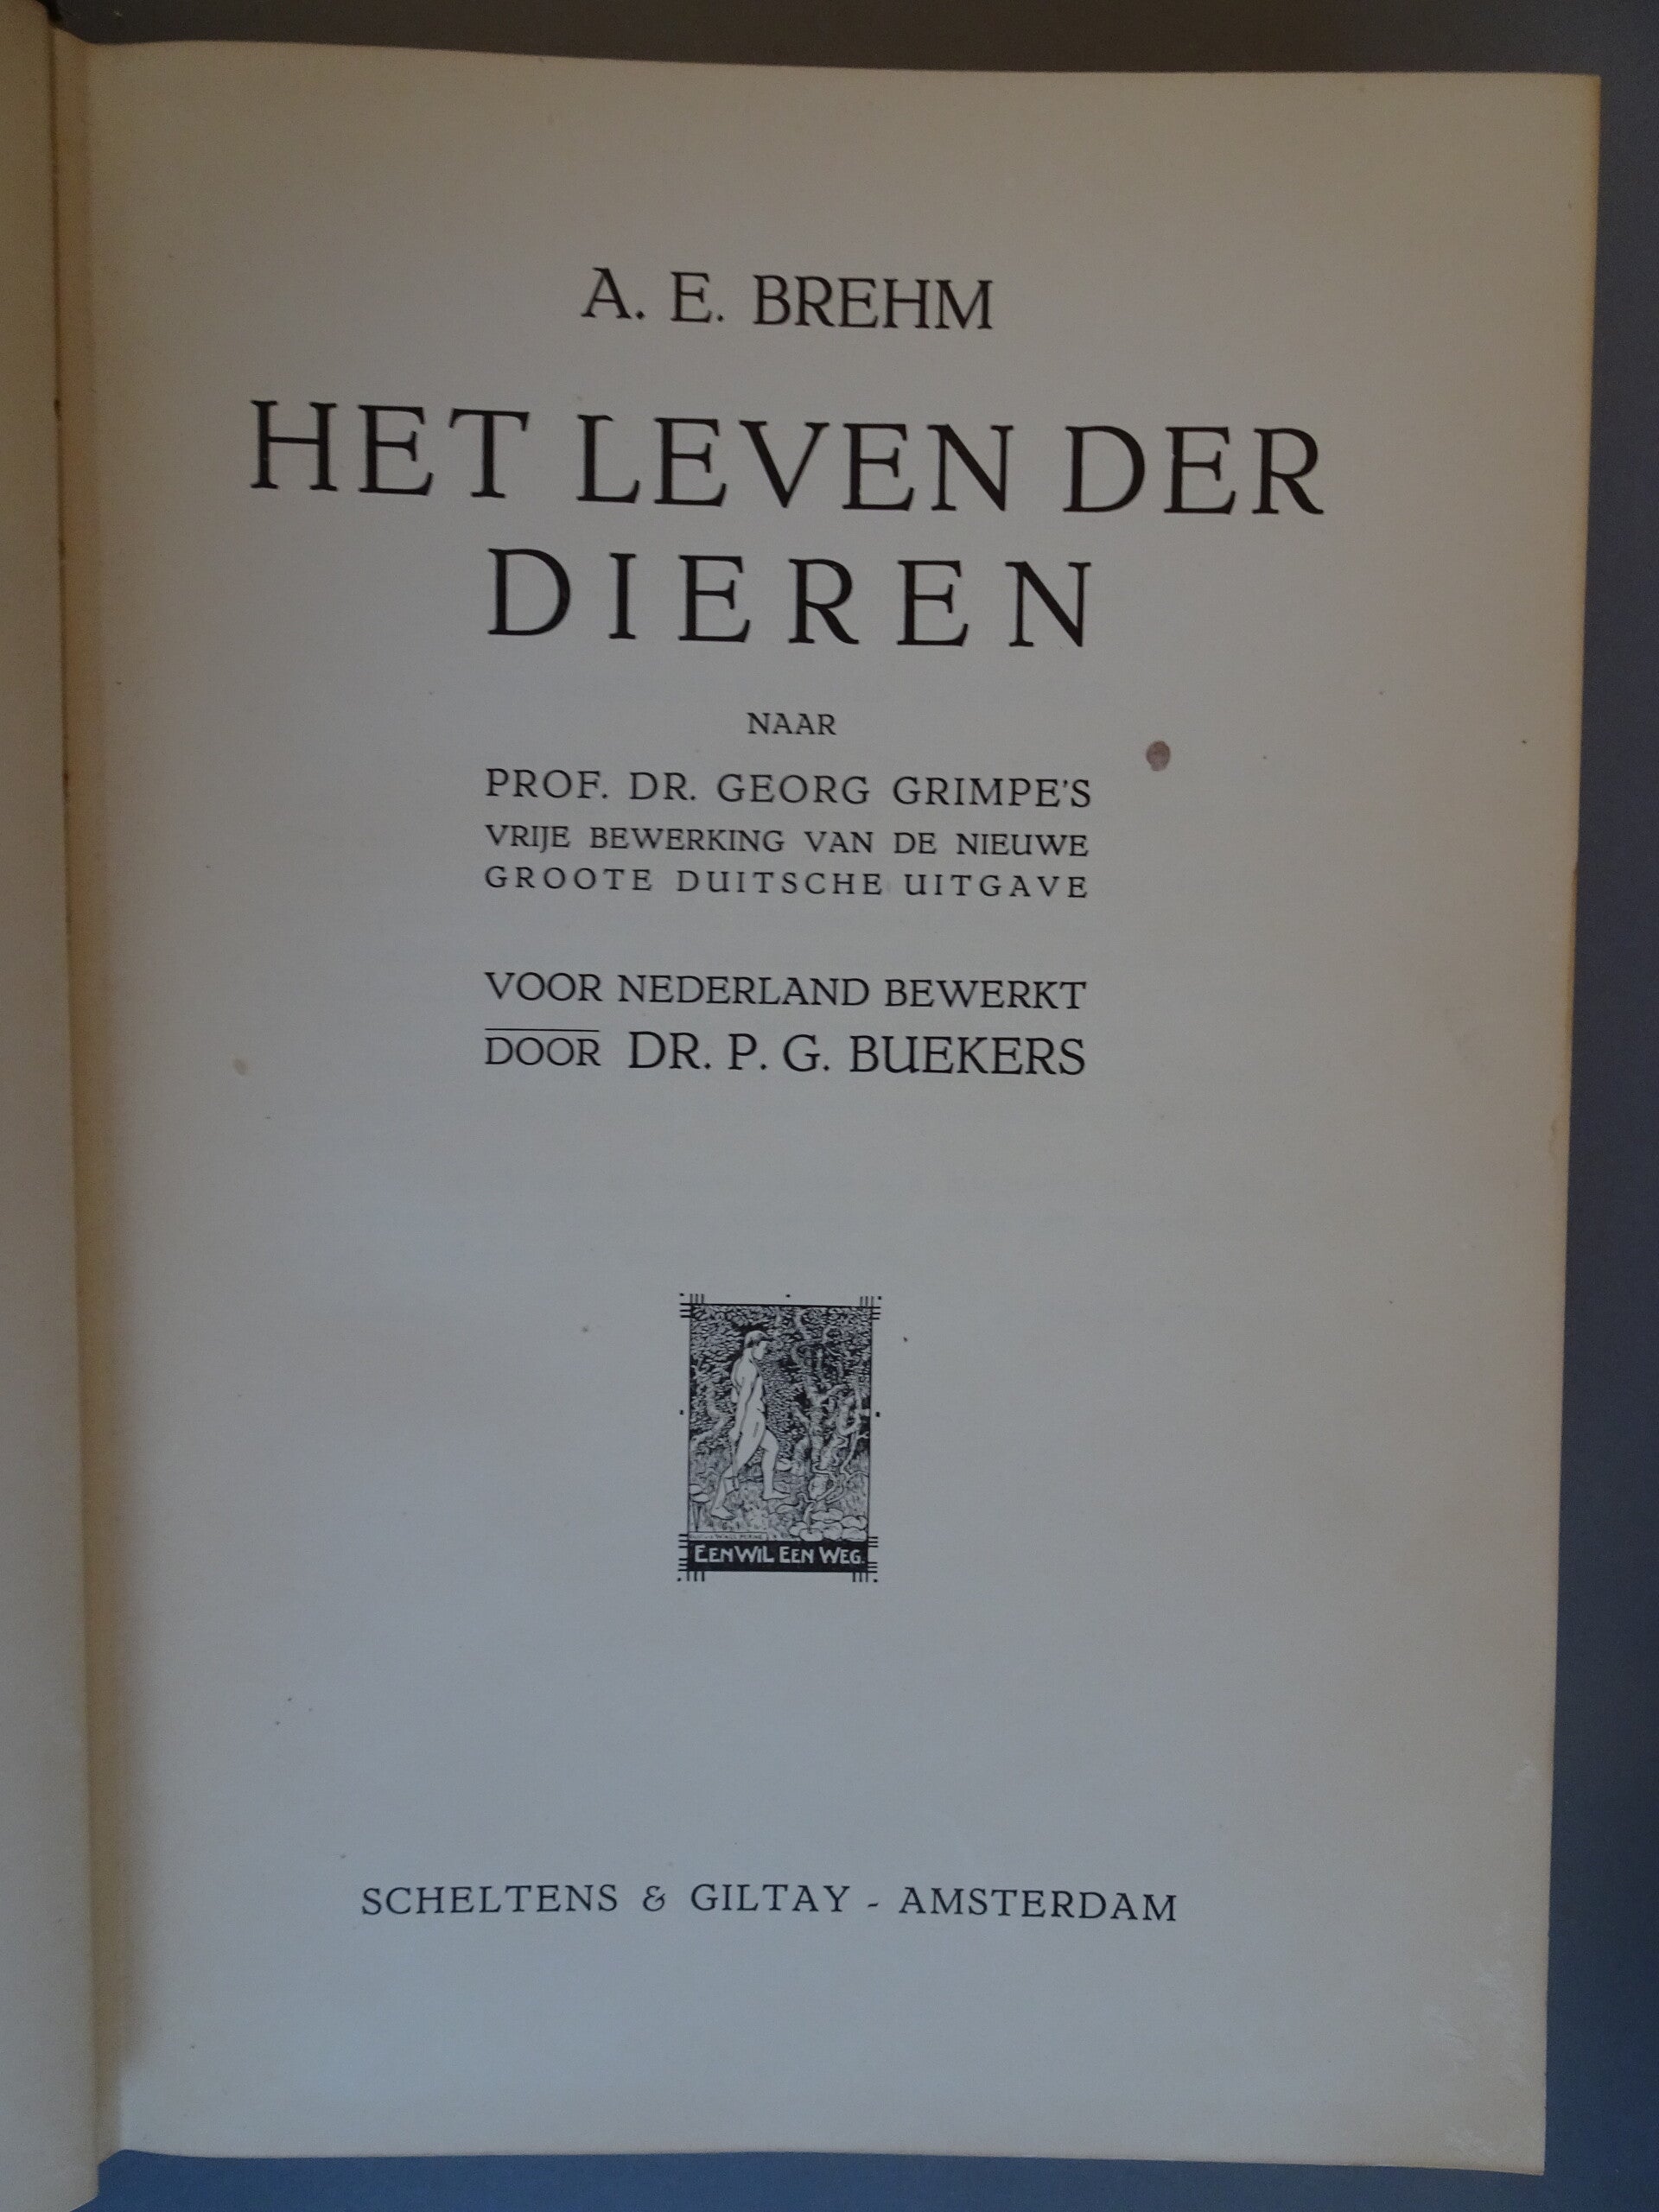 A. E. BREHM
HET LEVEN DER
DIEREN
NAAR
PROF. DR. GEORG GRIMPE'S
VRIJE BEWERKING VAN DE NIEUWE
GROOTE DUITSCHE UITGAVE
VOOR NEDERLAND BEWERKT
DOOR DR. P. G. BUEKERS
EEN WIL EEN WEG.
SCHELTENS & GILTAY - AMSTERDAM